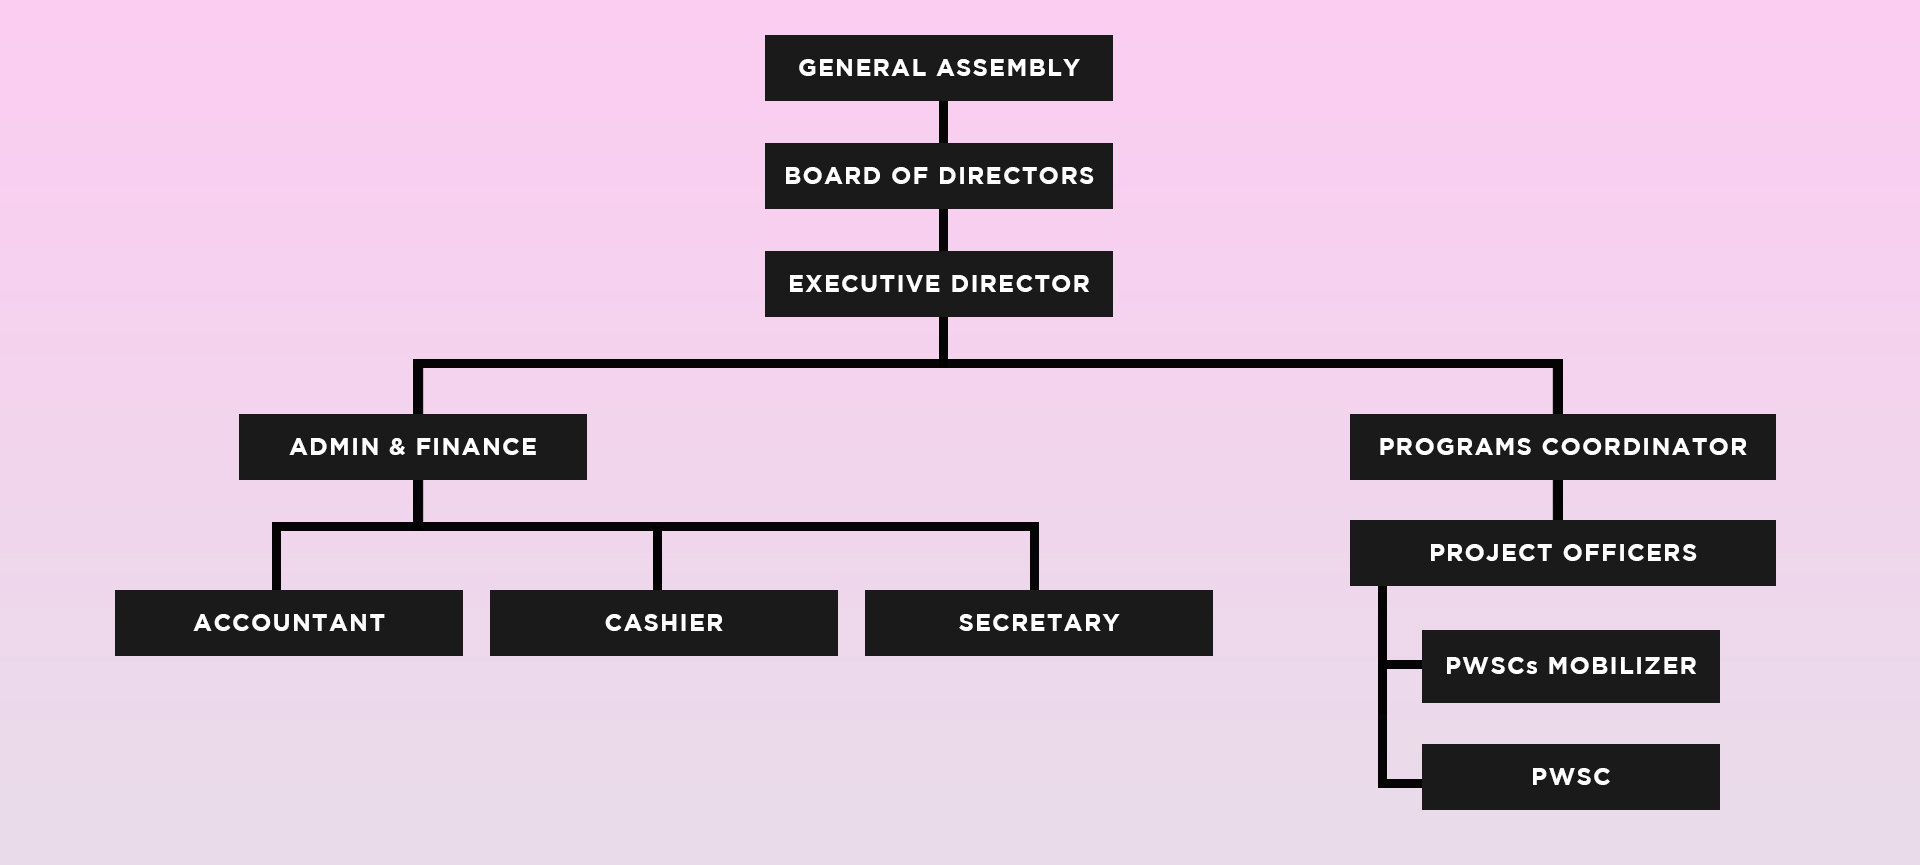 GENERAL ASSEMBLY
BOARD OF DIRECTORS
EXECUTIVE DIRECTOR
ADMIN & FINANCE
PROGRAMS COORDINATOR
PROJECT OFFICERS
ACCOUNTANT
CASHIER
SECRETARY
PWSCs MOBILIZER
PWSC